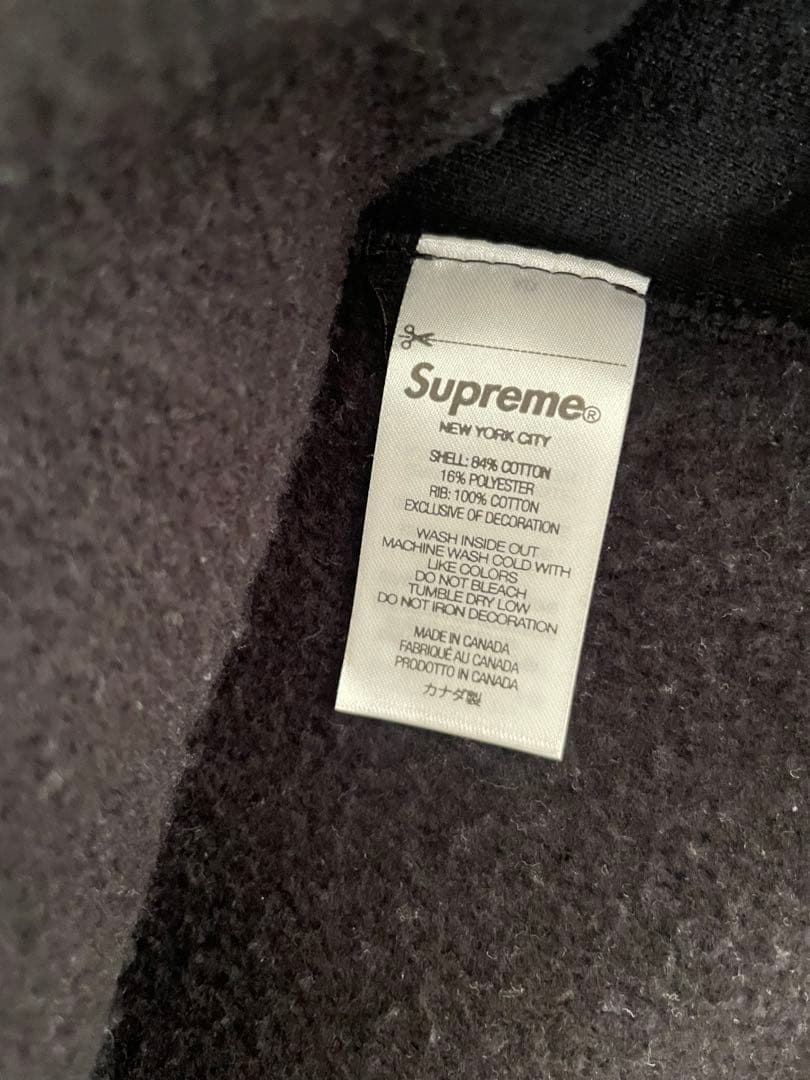 Supreme®
NEW YORK CITY
SHELL: 84% COTTON
16% POLYESTER
RIB: 100% COTTON
EXCLUSIVE OF DECORATION
WASH INSIDE OUT
MACHINE WASH COLD WITH
LIKE COLORS
DO NOT BLEACH
TUMBLE DRY LOW
DO NOT IRON DECORATION
MADE IN CANADA
FABRIQUÉ AU CANADA
PRODOTTO IN CANADA
カナダ製